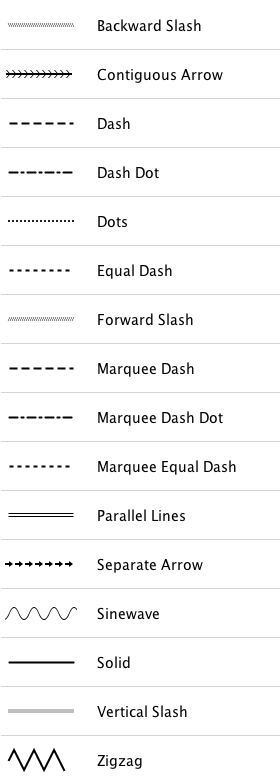 Backward Slash
Contiguous Arrow
Dash
Dash Dot
Dots
Equal Dash
Forward Slash
Marquee Dash
Marquee Dash Dot
Marquee Equal Dash
Parallel Lines
Separate Arrow
Sinewave
Solid
Vertical Slash
Zigzag